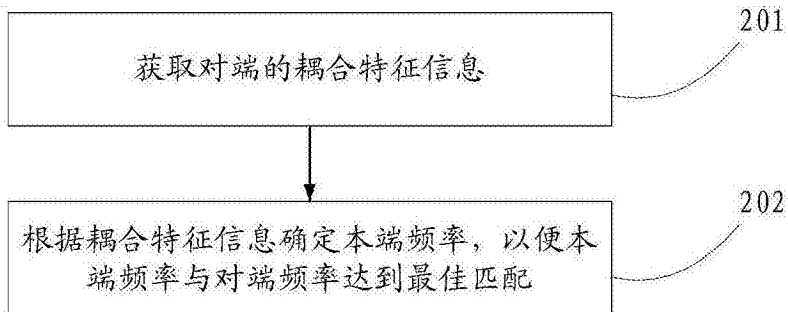 获取对端的耦合特征信息
201
根据耦合特征信息确定本端频率，以便本
端频率与对端频率达到最佳匹配
202